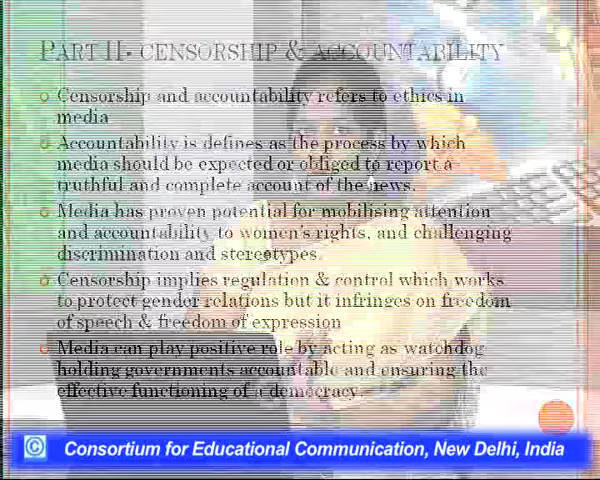 PART II- CENSORSHIP & ACCOUNTABILITY
Censorship and accountability refers to ethics in
media
Accountability is defines as the process by which
media should be expected or obliged to report a
truthful and complete account of the news.
Media has proven potential for mobilising attention
and accountability to women's rights, and challenging
discrimination and stereotypes.
Censorship implies regulation & control which works
to protect gender relations but it infringes on freedom
of speech & freedom of expression
Media can play positive role by acting as watchdog
holding governments accountable and ensuring the
effective functioning of a democracy.
© Consortium for Educational Communication, New Delhi, India